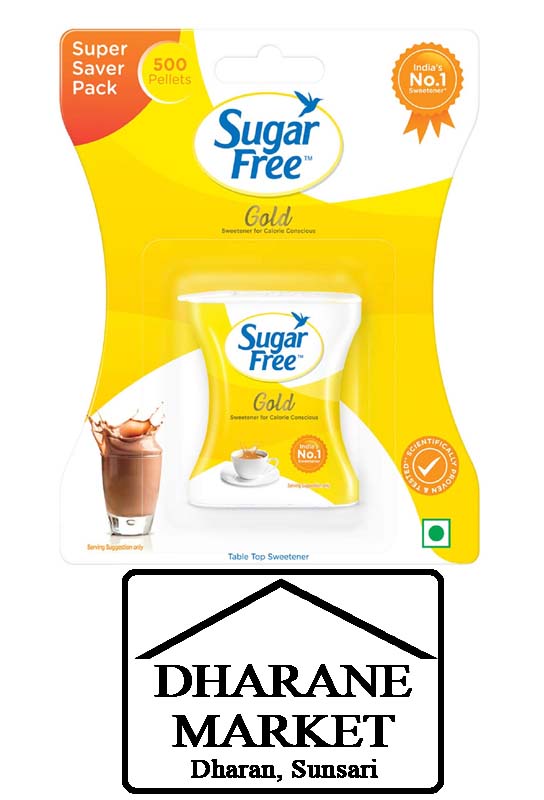 Super
Saver
Pack
500
Pellets
India's
No.1
Sweetener*
Sugar
Free™
Gold
Sweetener for Calorie Conscious
Sugar
Free™
Gold
Sweetener for Calorie Conscious
India's
No.1
Sweetener
Serving Suggestion only
SCIENTIFICALLY
PROVEN & TESTED
Serving Suggestion only
Table Top Sweetener
DHARANE
MARKET
Dharan, Sunsari